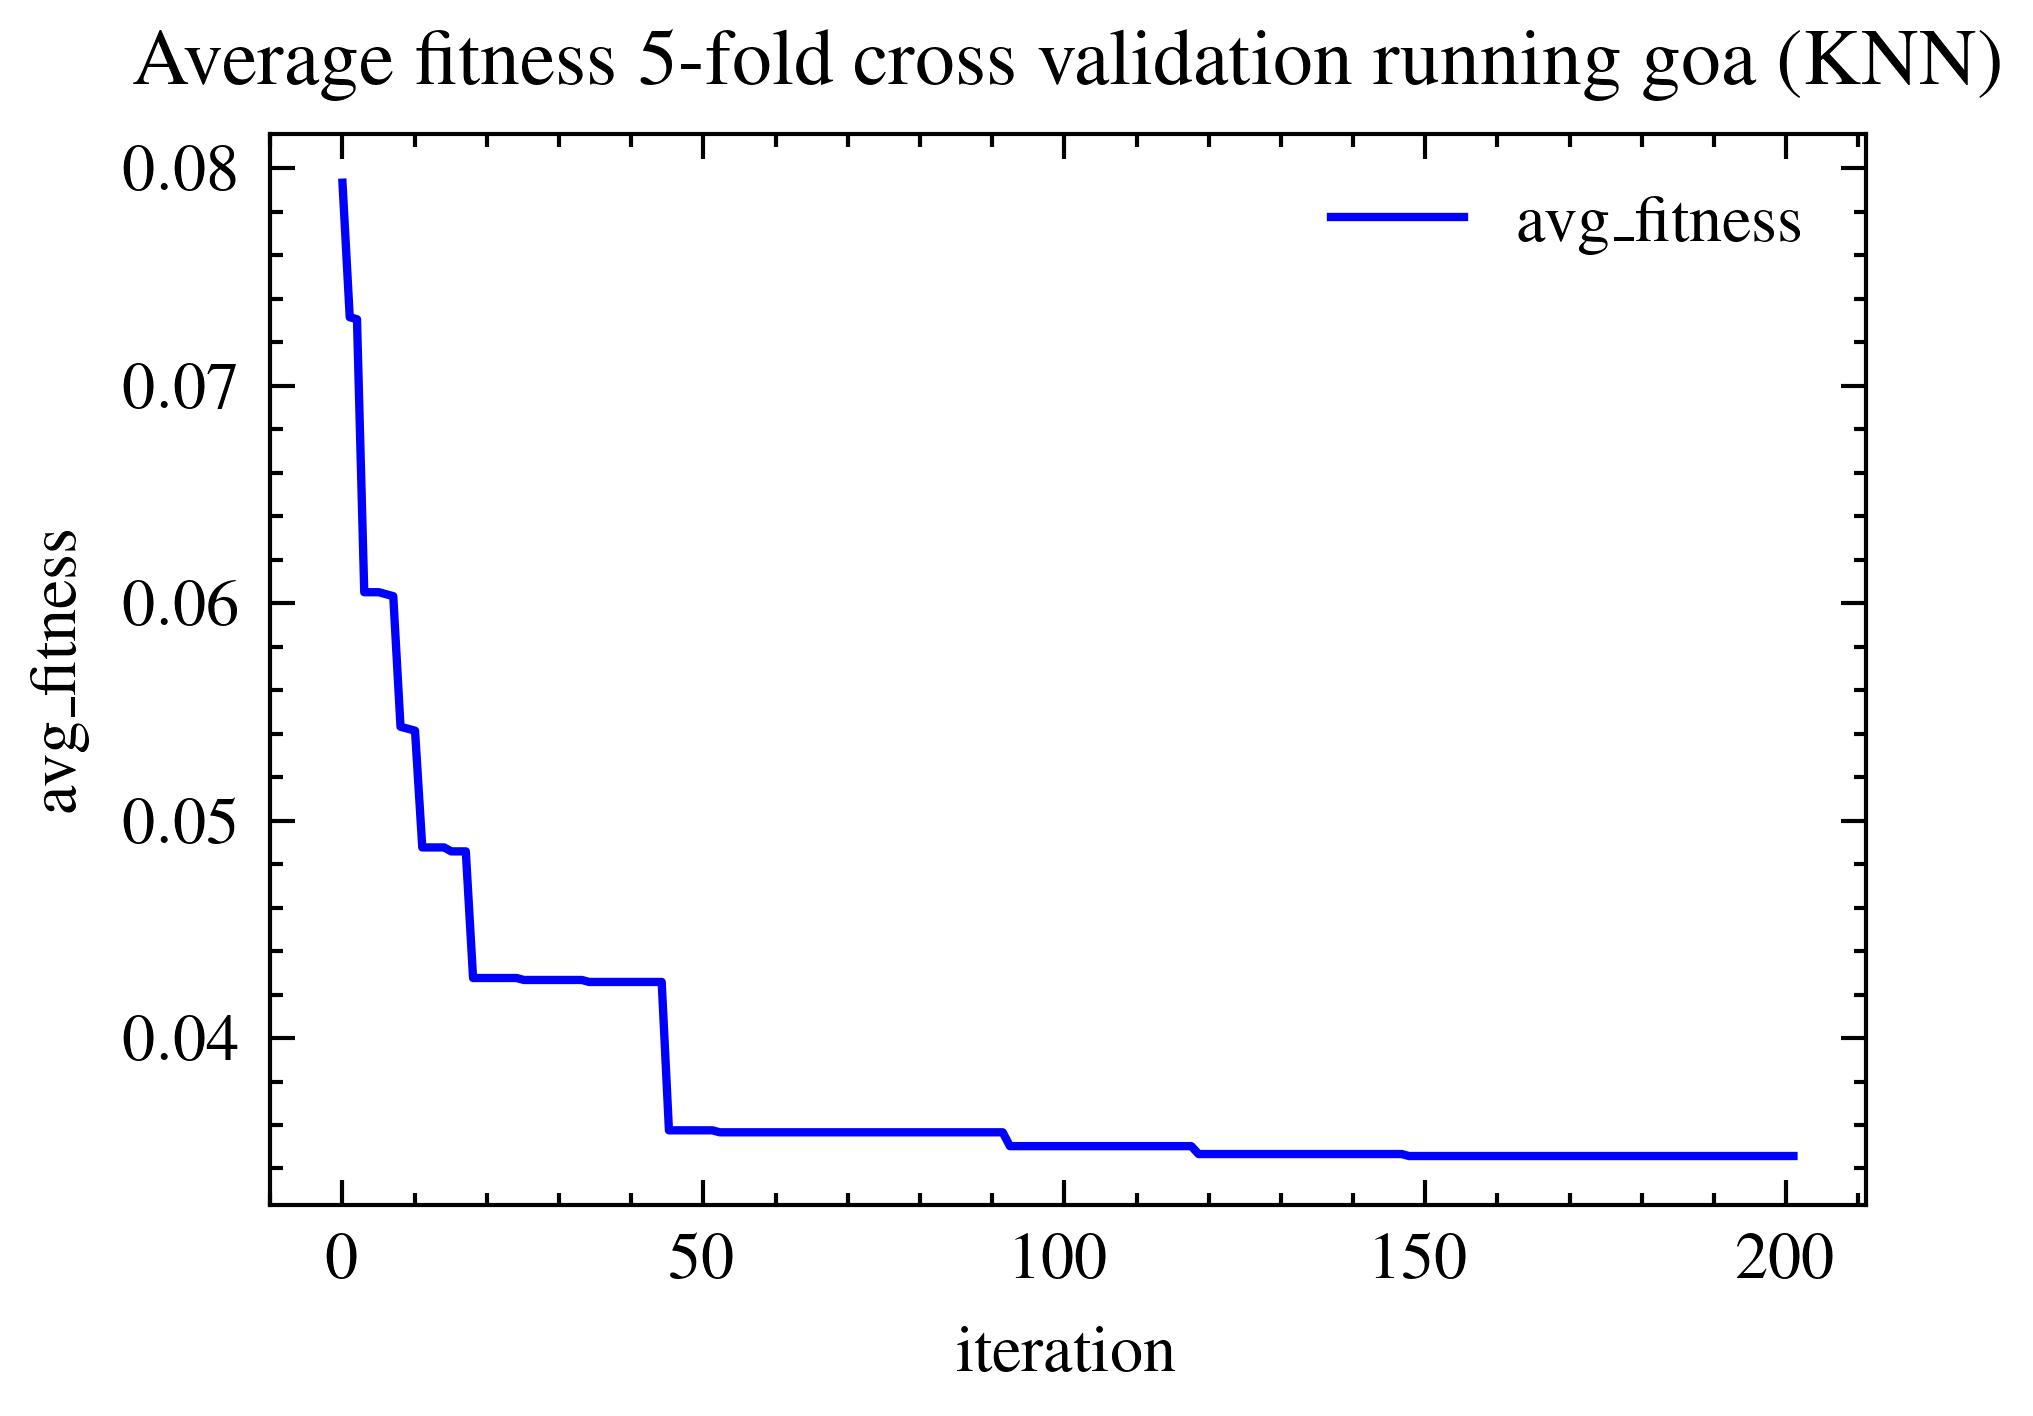 Average fitness 5-fold cross validation running goa (KNN)
avg_fitness
0.08
0.07
0.06
0.05
0.04
avg_fitness
0 50 100 150 200
iteration